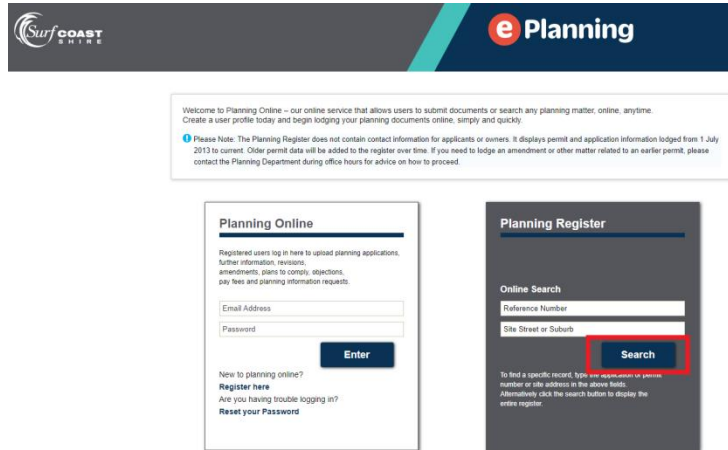 Surf COAST
SHIRE
e Planning
Welcome to Planning Online – our online service that allows users to submit documents or search any planning matter, online, anytime.
Create a user profile today and begin lodging your planning documents online, simply and quickly.
Please Note: The Planning Register does not contain contact information for applicants or owners. It displays permit and application information lodged from 1 July
2013 to current. Older permit data will be added to the register over time. If you need to lodge an amendment or other matter related to an earlier permit, please
contact the Planning Department during office hours for advice on how to proceed.
Planning Online
Registered users log in here to upload planning applications,
further information, revisions,
amendments, plans to comply, objections,
pay fees and planning information requests.
Email Address
Password
Enter
New to planning online?
Register here
Are you having trouble logging in?
Reset your Password
Planning Register
Online Search
Reference Number
Site Street or Suburb
Search
To find a specific record, type the application or permit
number or site address in the above fields.
Alternatively click the search button to display the
entire register.